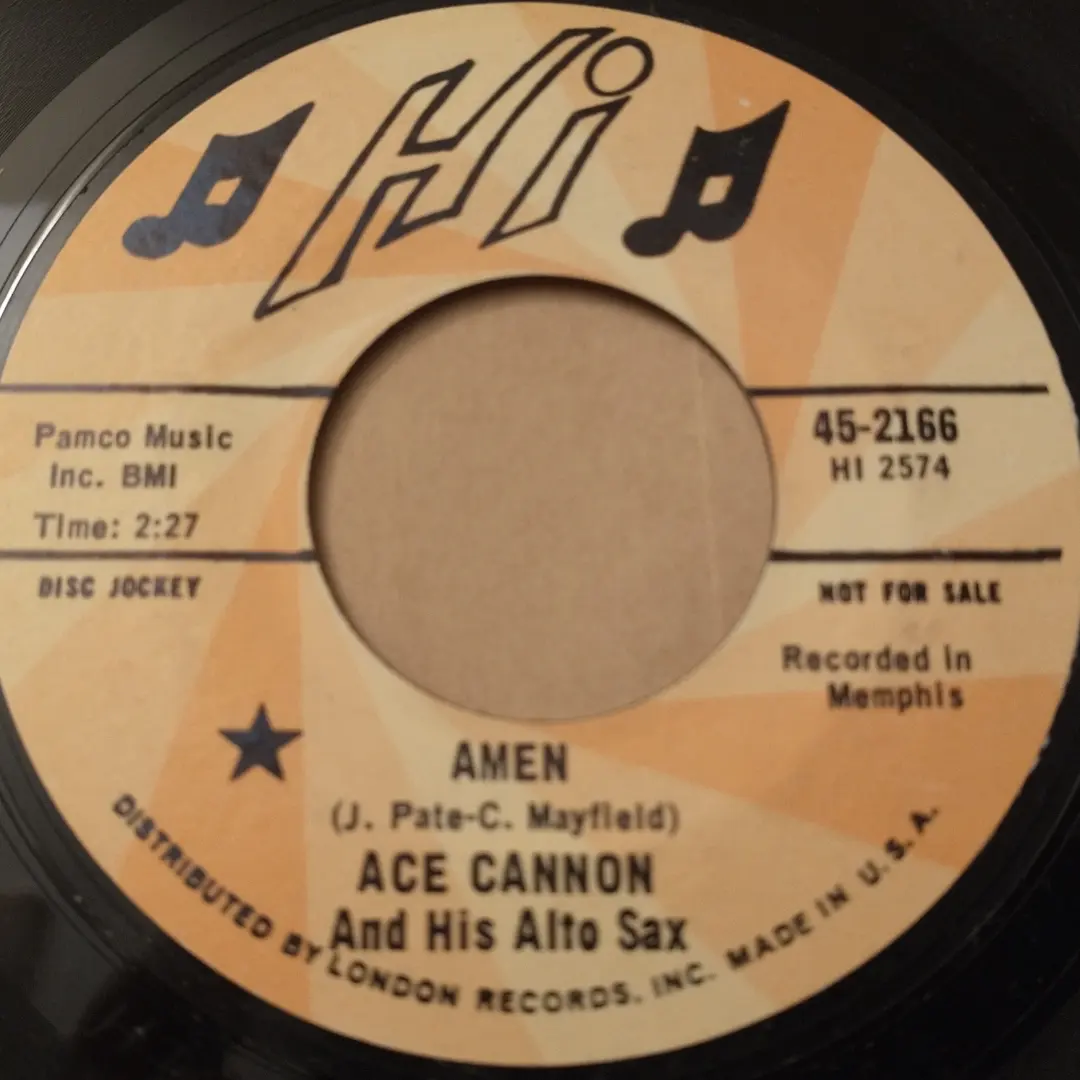 Hi
Pamco Music
Inc. BMI
Time: 2:27
45-2166
HI 2574
DISC JOCKEY
NOT FOR SALE
Recorded in
Memphis
AMEN
(J. Pate-C. Mayfield)
ACE CANNON
And His Alto Sax
DISTRIBUTED BY LONDON RECORDS, INC. MADE IN U.S.A.